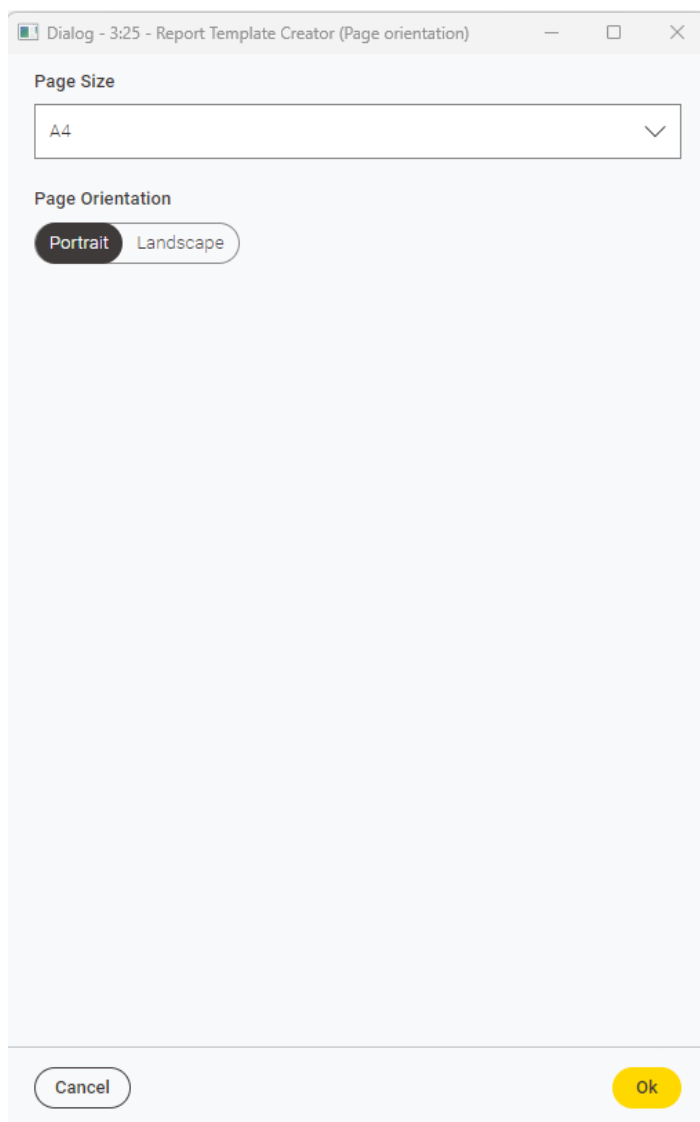 Dialog - 3:25 - Report Template Creator (Page orientation)
Page Size
A4
Page Orientation
Portrait Landscape
Cancel Ok